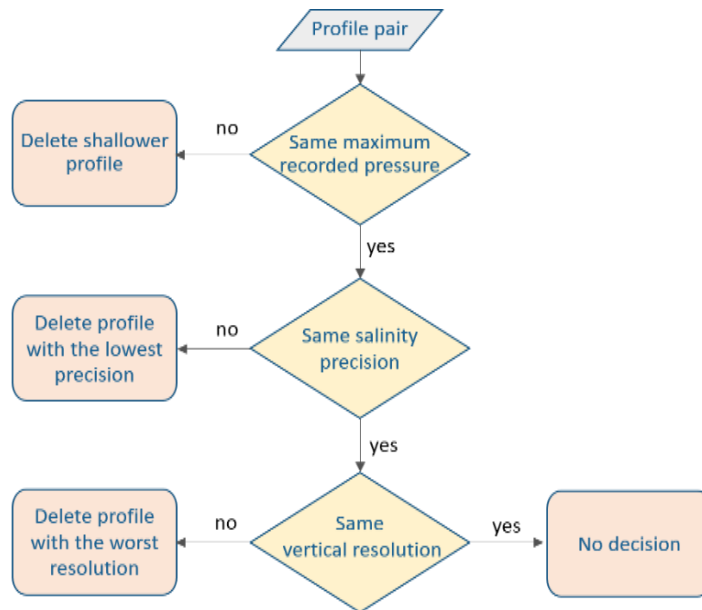 Profile pair
Same maximum
recorded pressure
no
Delete shallower
profile
yes
Same salinity
precision
no
Delete profile
with the lowest
precision
yes
Same
vertical resolution
no
Delete profile
with the worst
resolution
yes
No decision